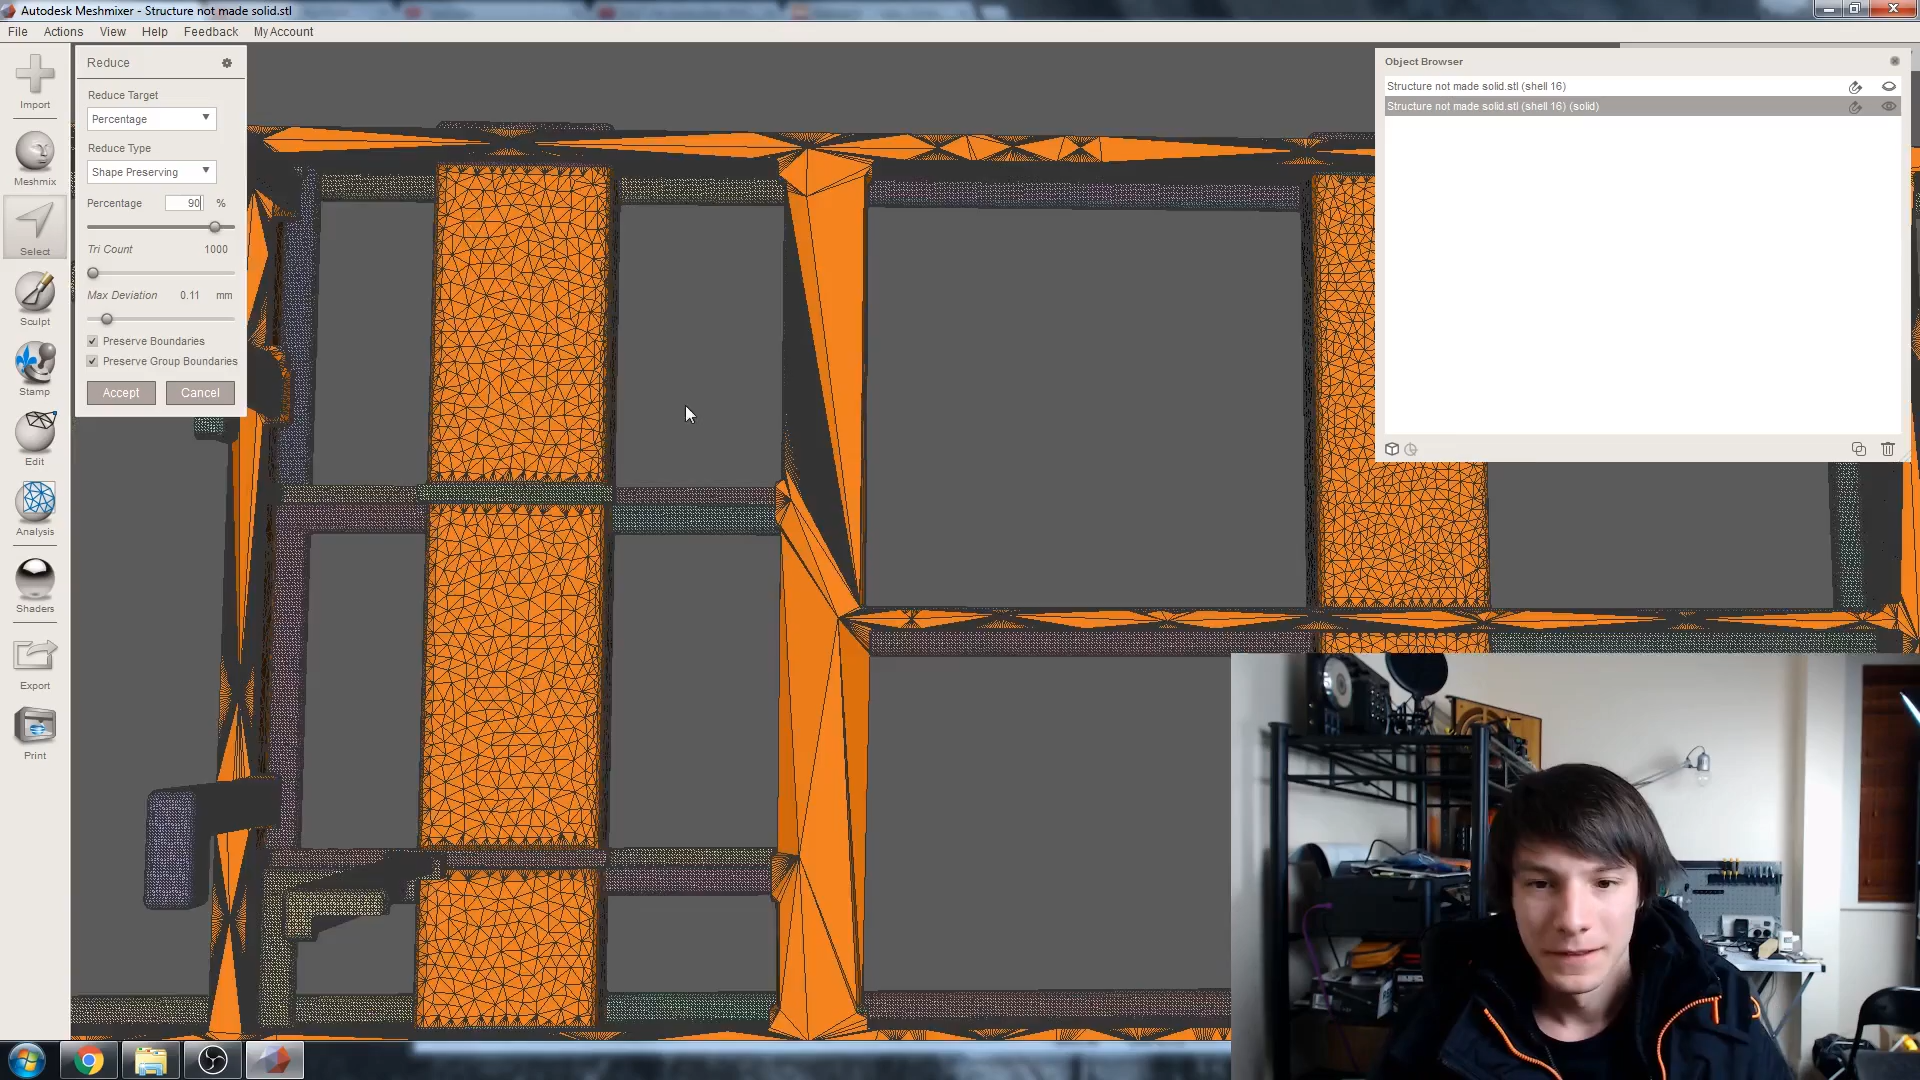 Autodesk Meshmixer - Structure not made solid.stl
File Actions View Help Feedback My Account
Import
Meshmix
Select
Sculpt
Stamp
Edit
Analysis
Shaders
Export
Print
Reduce
Reduce Target
Percentage
Reduce Type
Shape Preserving
Percentage 90 %
Tri Count 1000
Max Deviation 0.11 mm
Preserve Boundaries
Preserve Group Boundaries
Accept Cancel
Object Browser
Structure not made solid.stl (shell 16)
Structure not made solid.stl (shell 16) (solid)